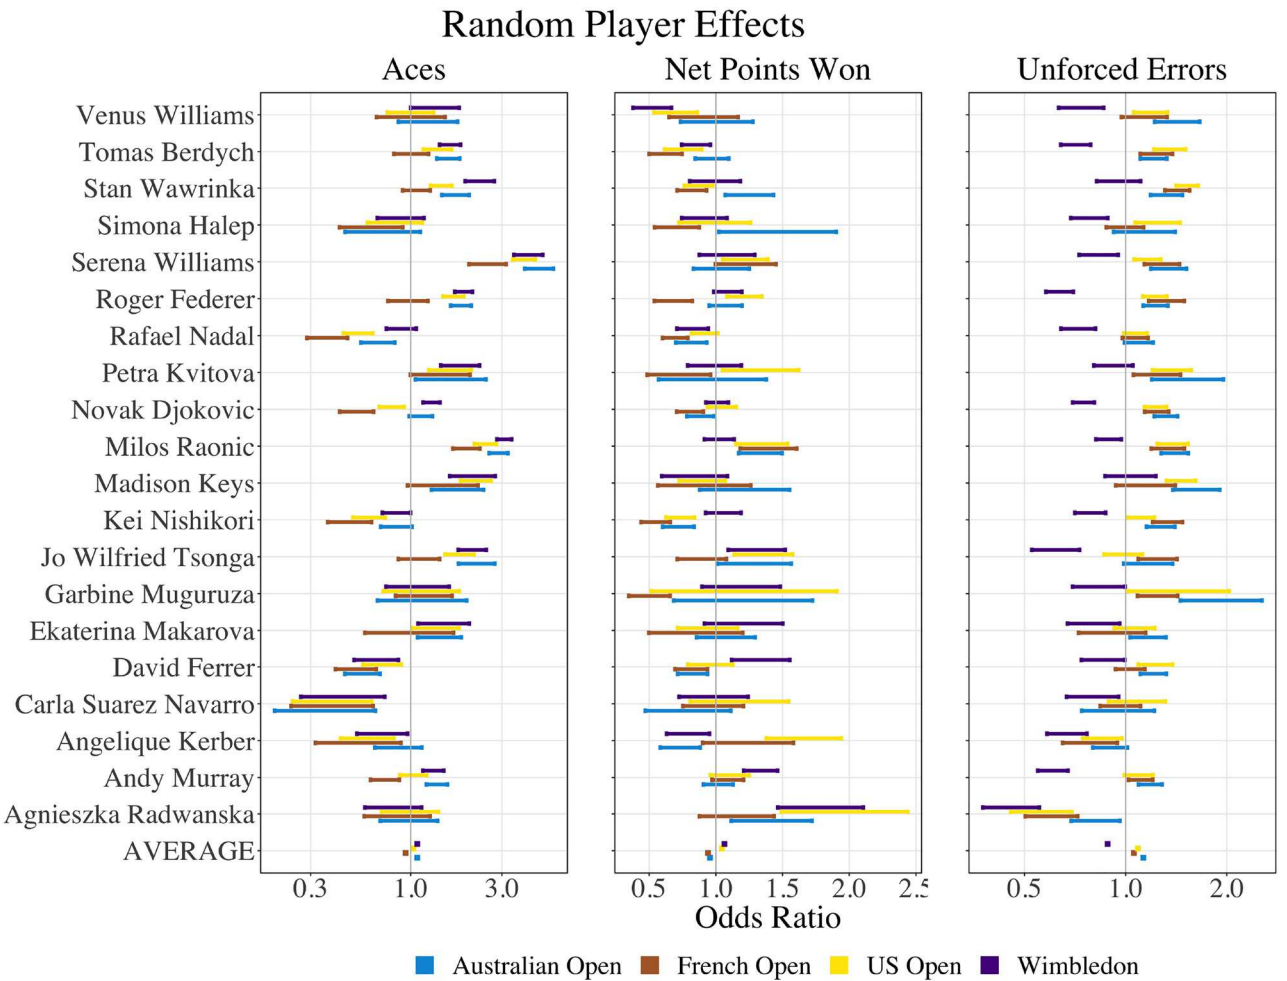 Random Player Effects
Aces Net Points Won Unforced Errors
Venus Williams
Tomas Berdych
Stan Wawrinka
Simona Halep
Serena Williams
Roger Federer
Rafael Nadal
Petra Kvitova
Novak Djokovic
Milos Raonic
Madison Keys
Kei Nishikori
Jo Wilfried Tsonga
Garbine Muguruza
Ekaterina Makarova
David Ferrer
Carla Suarez Navarro
Angelique Kerber
Andy Murray
Agnieszka Radwanska
AVERAGE
0.3 1.0 3.0 0.5 1.0 1.5 2.0 2.5 0.5 1.0 2.0
Odds Ratio
Australian Open French Open US Open Wimbledon